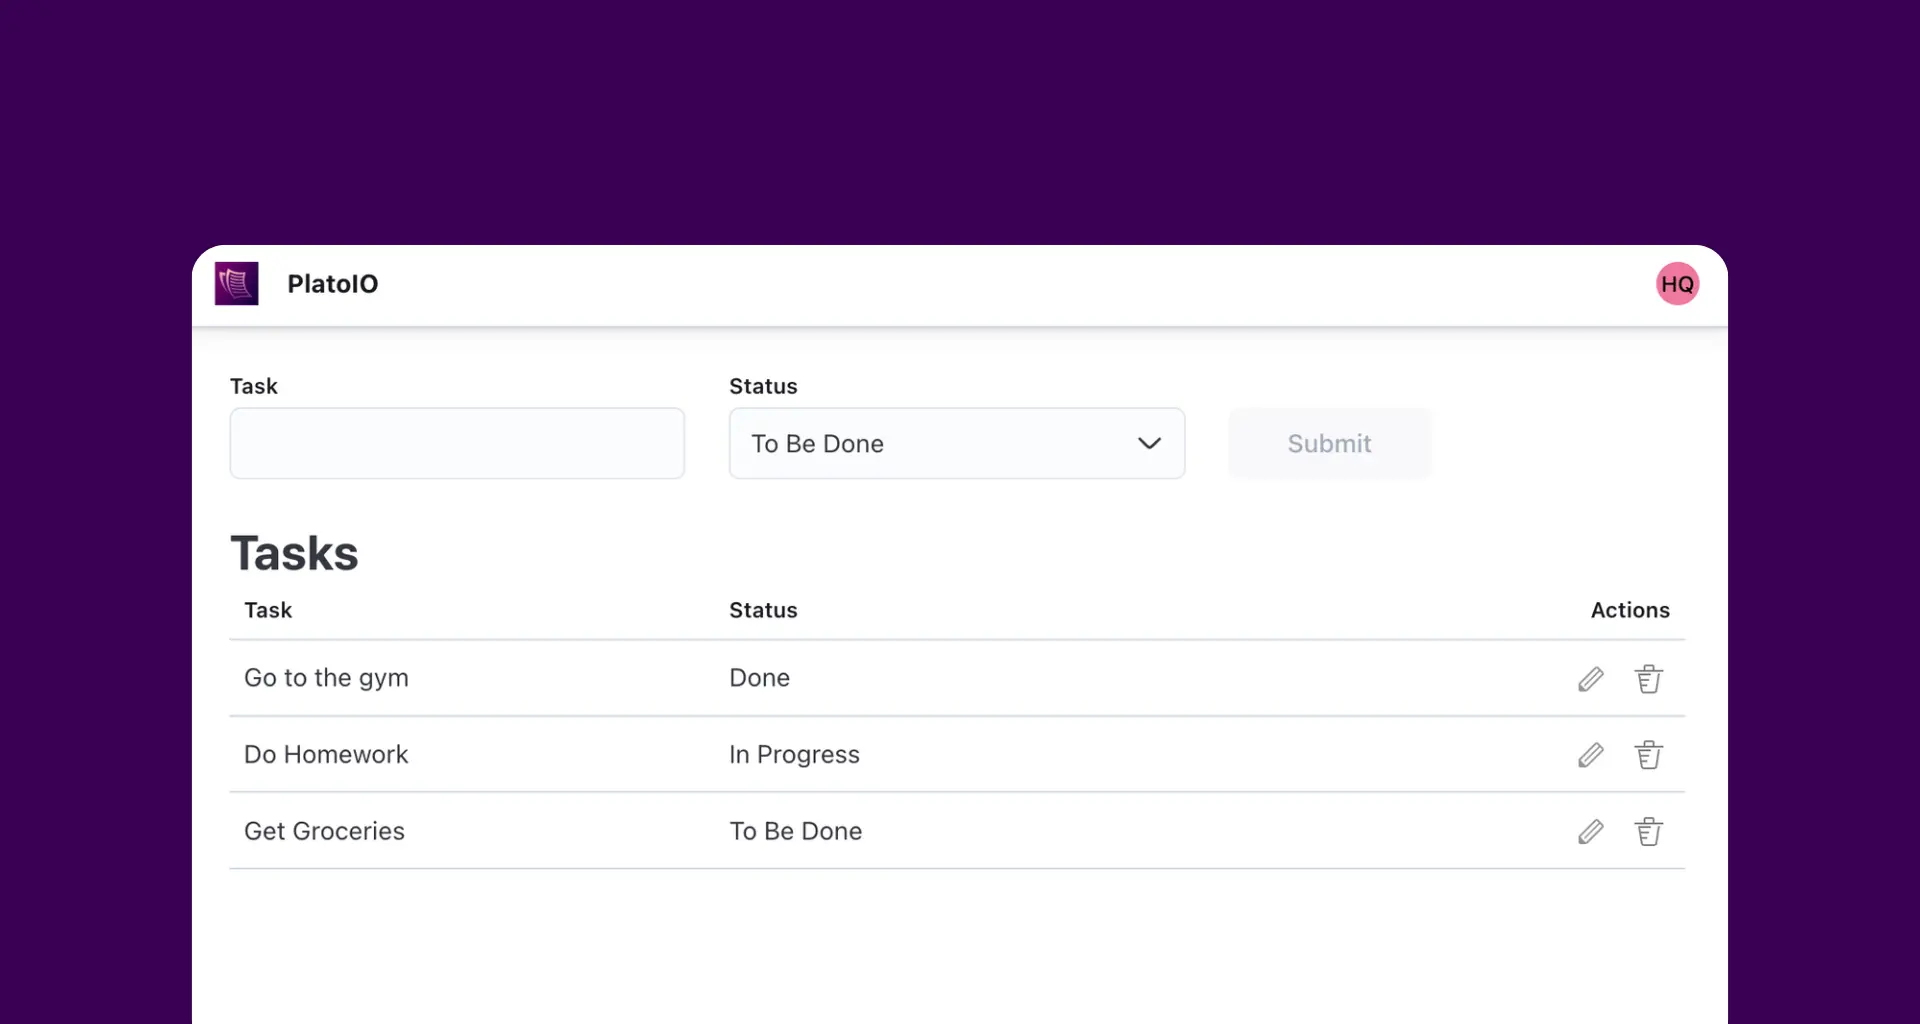 PlatoIO
HQ
Task
Status
To Be Done
Submit
Tasks
Task Status Actions
Go to the gym Done
Do Homework In Progress
Get Groceries To Be Done